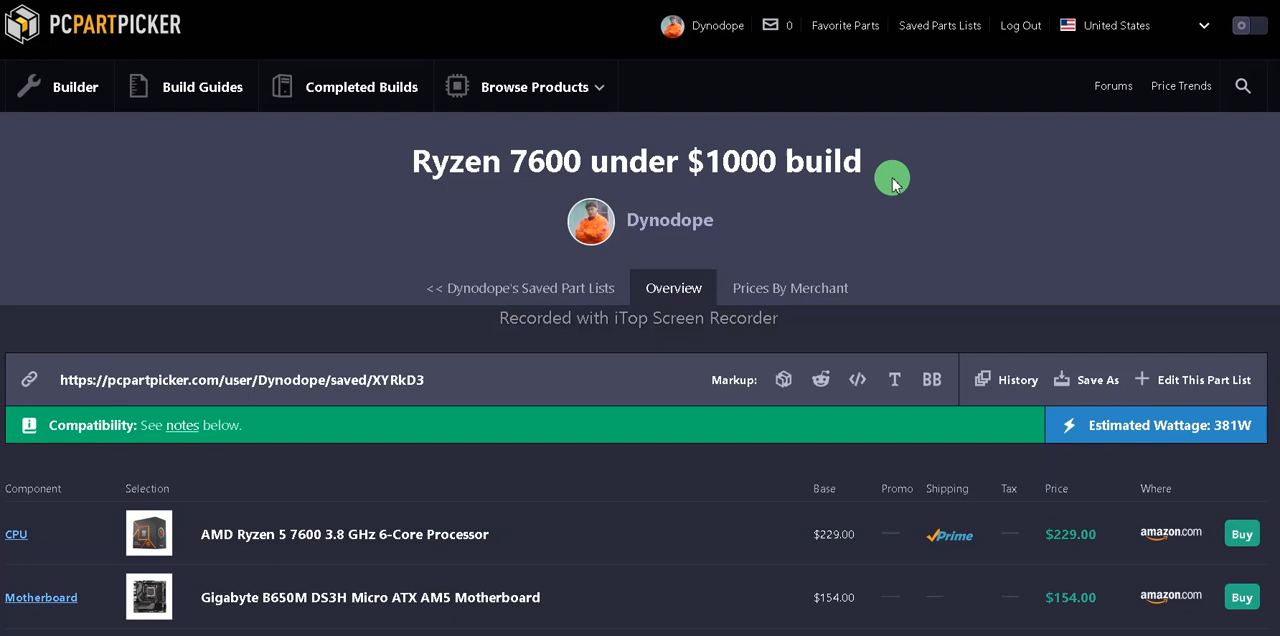 PCPARTPICKER
Dynodope 0 Favorite Parts Saved Parts Lists Log Out United States
Builder Build Guides Completed Builds Browse Products Forums Price Trends
Ryzen 7600 under $1000 build
Dynodope
<< Dynodope's Saved Part Lists Overview Prices By Merchant
Recorded with iTop Screen Recorder
https://pcpartpicker.com/user/Dynodope/saved/XYRkD3 Markup: T BB History Save As Edit This Part List
Compatibility: See notes below. Estimated Wattage: 381W
Component Selection Base Promo Shipping Tax Price Where
CPU AMD Ryzen 5 7600 3.8 GHz 6-Core Processor $229.00 — Prime — $229.00 amazon.com Buy
Motherboard Gigabyte B650M DS3H Micro ATX AM5 Motherboard $154.00 — — — $154.00 amazon.com Buy